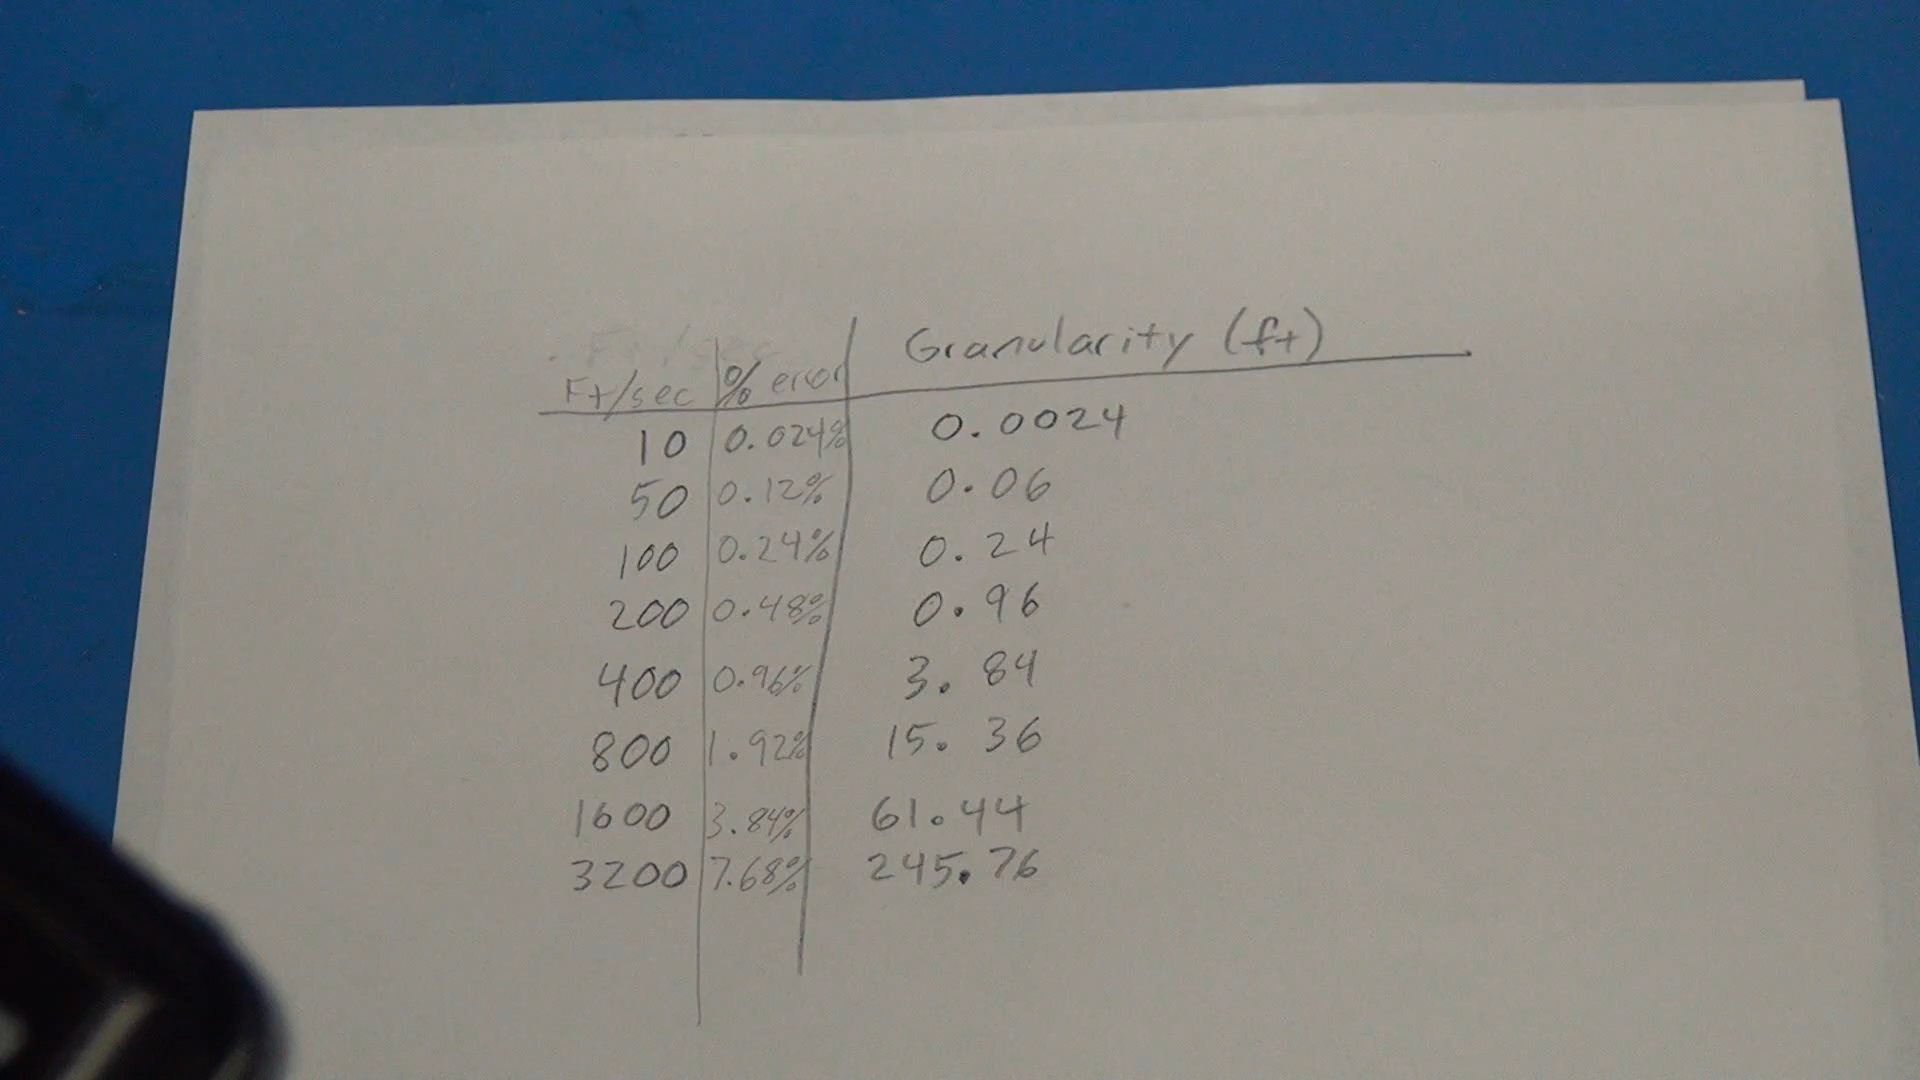 Ft/sec % error Granularity (ft)
10 0.024% 0.0024
50 0.12% 0.06
100 0.24% 0.24
200 0.48% 0.96
400 0.96% 3.84
800 1.92% 15.36
1600 3.84% 61.44
3200 7.68% 245.76